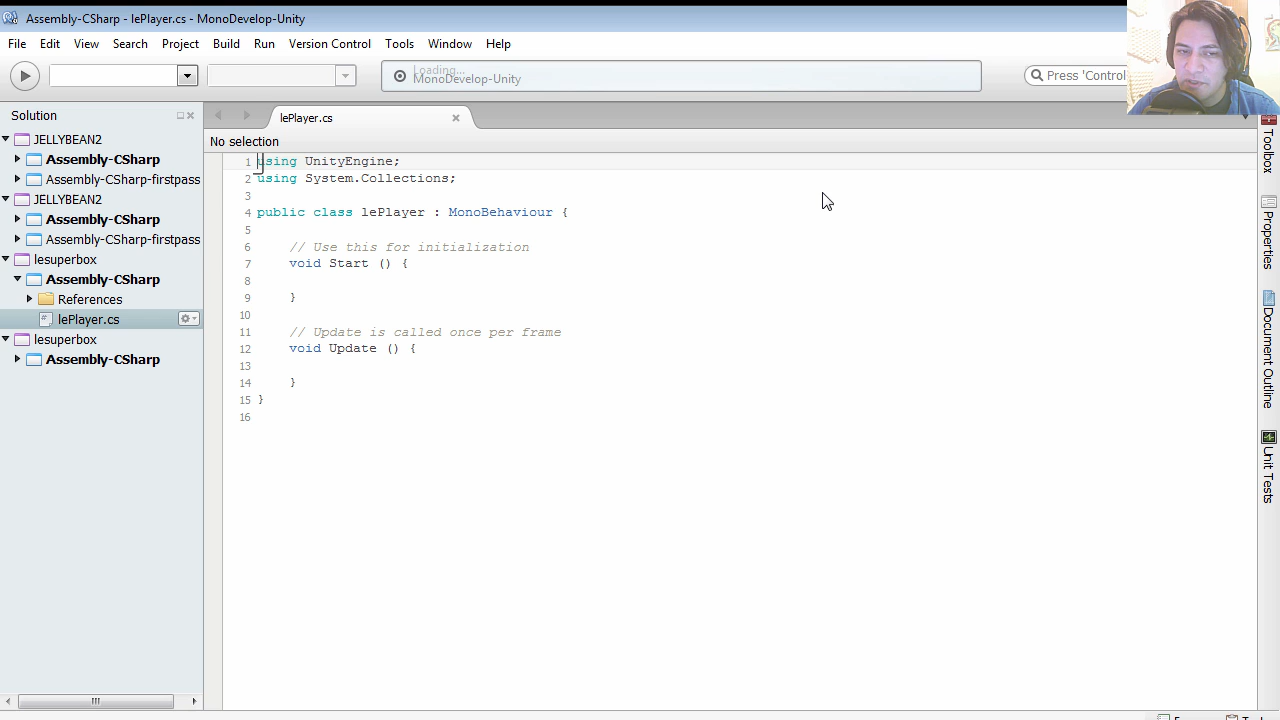 Assembly-CSharp - lePlayer.cs - MonoDevelop-Unity
File Edit View Search Project Build Run Version Control Tools Window Help
Loading...
MonoDevelop-Unity
Press 'Control
Solution
JELLYBEAN2
Assembly-CSharp
Assembly-CSharp-firstpass
JELLYBEAN2
Assembly-CSharp
Assembly-CSharp-firstpass
lesuperbox
Assembly-CSharp
References
lePlayer.cs
lesuperbox
Assembly-CSharp
lePlayer.cs
No selection
1 using UnityEngine;
2 using System.Collections;
3
4 public class lePlayer : MonoBehaviour {
5
6 // Use this for initialization
7 void Start () {
8
9 }
10
11 // Update is called once per frame
12 void Update () {
13
14 }
15 }
16
Toolbox
Properties
Document Outline
Unit Tests